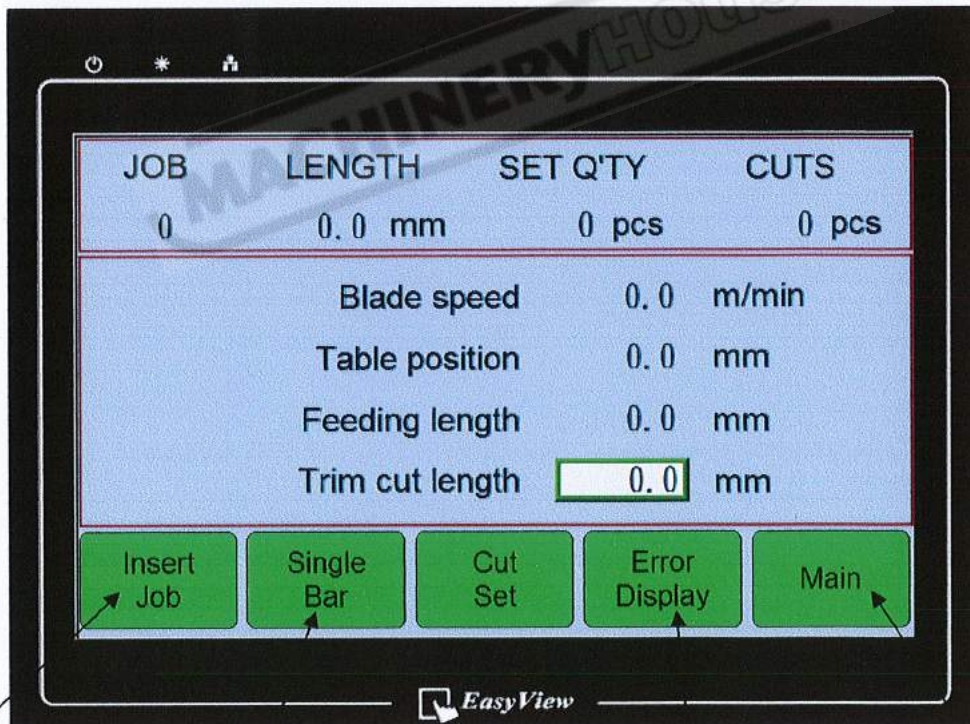 MACHINERYHOUSE
JOB LENGTH SET Q'TY CUTS
0 0.0 mm 0 pcs 0 pcs
Blade speed 0.0 m/min
Table position 0.0 mm
Feeding length 0.0 mm
Trim cut length 0.0 mm
Insert Job
Single Bar
Cut Set
Error Display
Main
EasyView